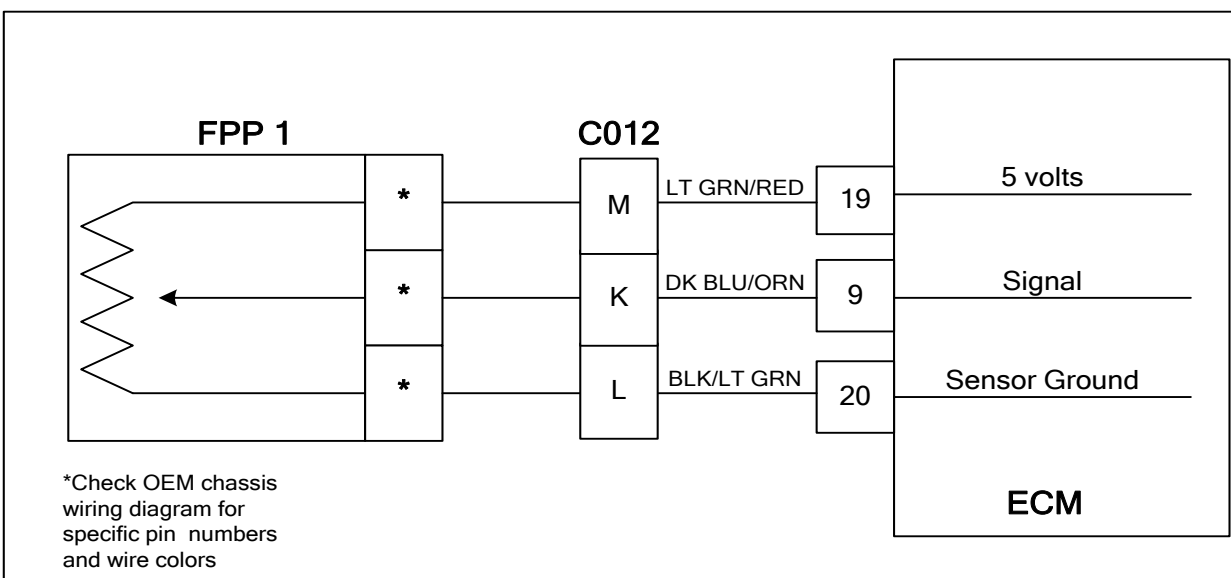 FPP 1
C012
* M LT GRN/RED 19 5 volts
* K DK BLU/ORN 9 Signal
* L BLK/LT GRN 20 Sensor Ground
ECM
*Check OEM chassis
wiring diagram for
specific pin numbers
and wire colors